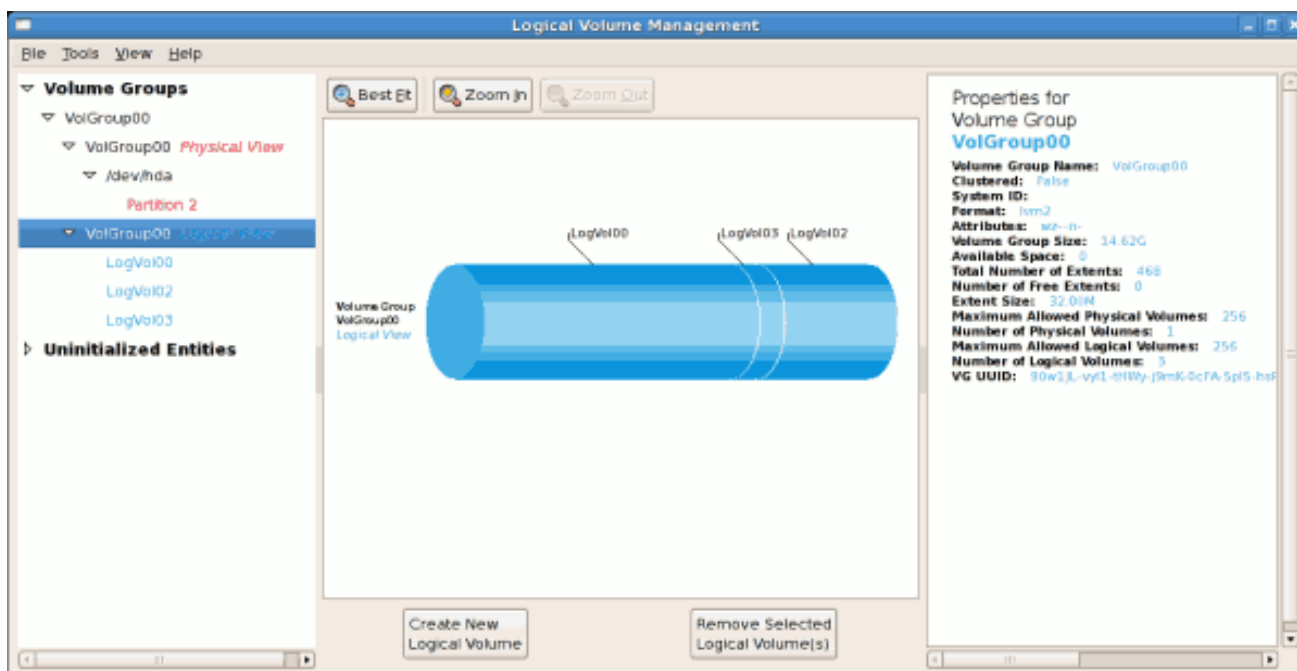 Logical Volume Management
File Tools View Help
Volume Groups
VolGroup00
VolGroup00 Physical View
/dev/hda
Partition 2
VolGroup00 Logical View
LogVol00
LogVol02
LogVol03
Uninitialized Entities
Best Fit Zoom In Zoom Out
LogVol00 LogVol03 LogVol02
Volume Group
VolGroup00
Logical View
Create New
Logical Volume
Remove Selected
Logical Volume(s)
Properties for
Volume Group
VolGroup00
Volume Group Name: VolGroup00
Clustered: False
System ID:
Format: lvm2
Attributes: wz--n-
Volume Group Size: 14.62G
Available Space: 0
Total Number of Extents: 468
Number of Free Extents: 0
Extent Size: 32.00M
Maximum Allowed Physical Volumes: 256
Number of Physical Volumes: 1
Maximum Allowed Logical Volumes: 256
Number of Logical Volumes: 3
VG UUID: